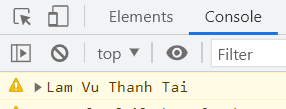 Elements Console
top Filter
Lam Vu Thanh Tai